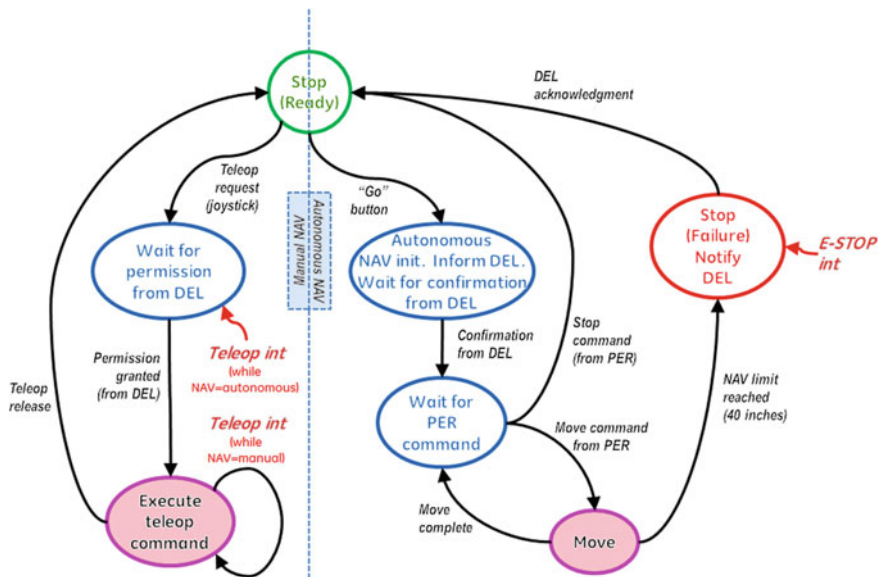 Stop
(Ready)
DEL
acknowledgment
Teleop
request
(joystick)
Manual NAV
Autonomous NAV
"Go"
button
Wait for
permission
from DEL
Autonomous
NAV init. Inform DEL.
Wait for confirmation
from DEL
Stop
(Failure)
Notify
DEL
E-STOP
int
Teleop int
(while
NAV=autonomous)
Permission
granted
(from DEL)
Teleop
release
Confirmation
from DEL
Stop
command
(from PER)
NAV limit
reached
(40 inches)
Teleop int
(while
NAV=manual)
Wait for
PER
command
Move command
from PER
Execute
teleop
command
Move
complete
Move